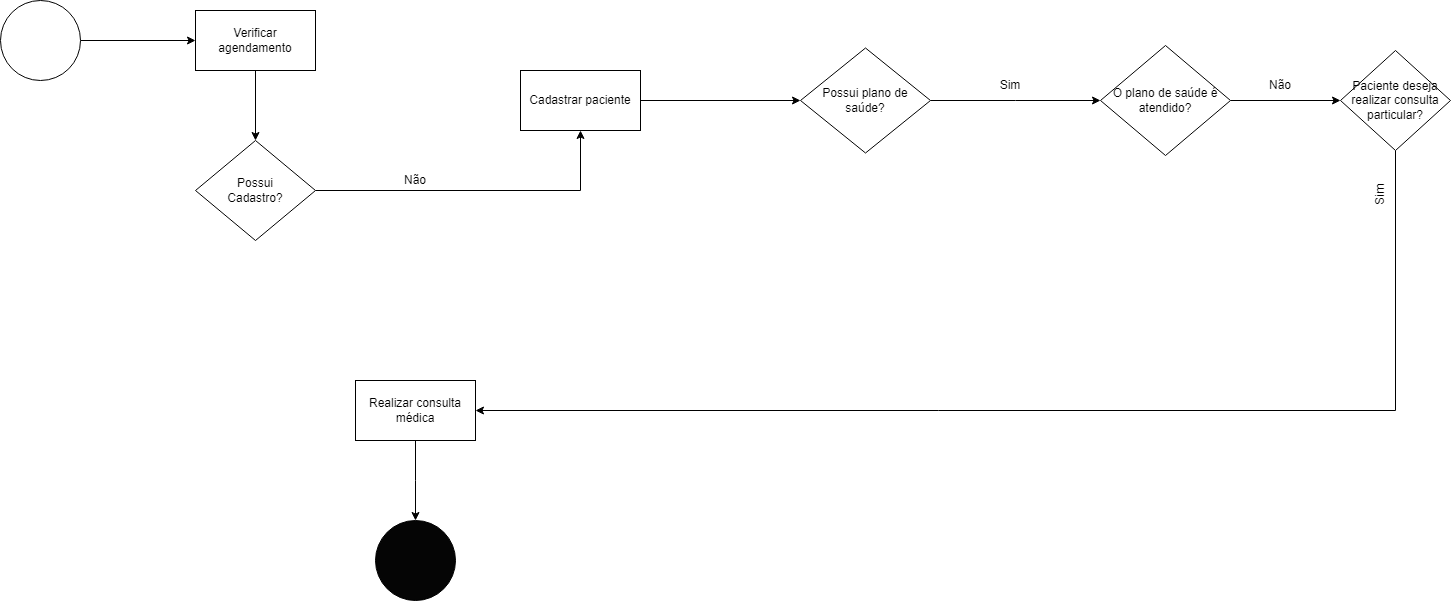 Verificar
agendamento
Possui
Cadastro?
Não
Cadastrar paciente
Possui plano de
saúde?
Sim
O plano de saúde é
atendido?
Não
Paciente deseja
realizar consulta
particular?
Sim
Realizar consulta
médica